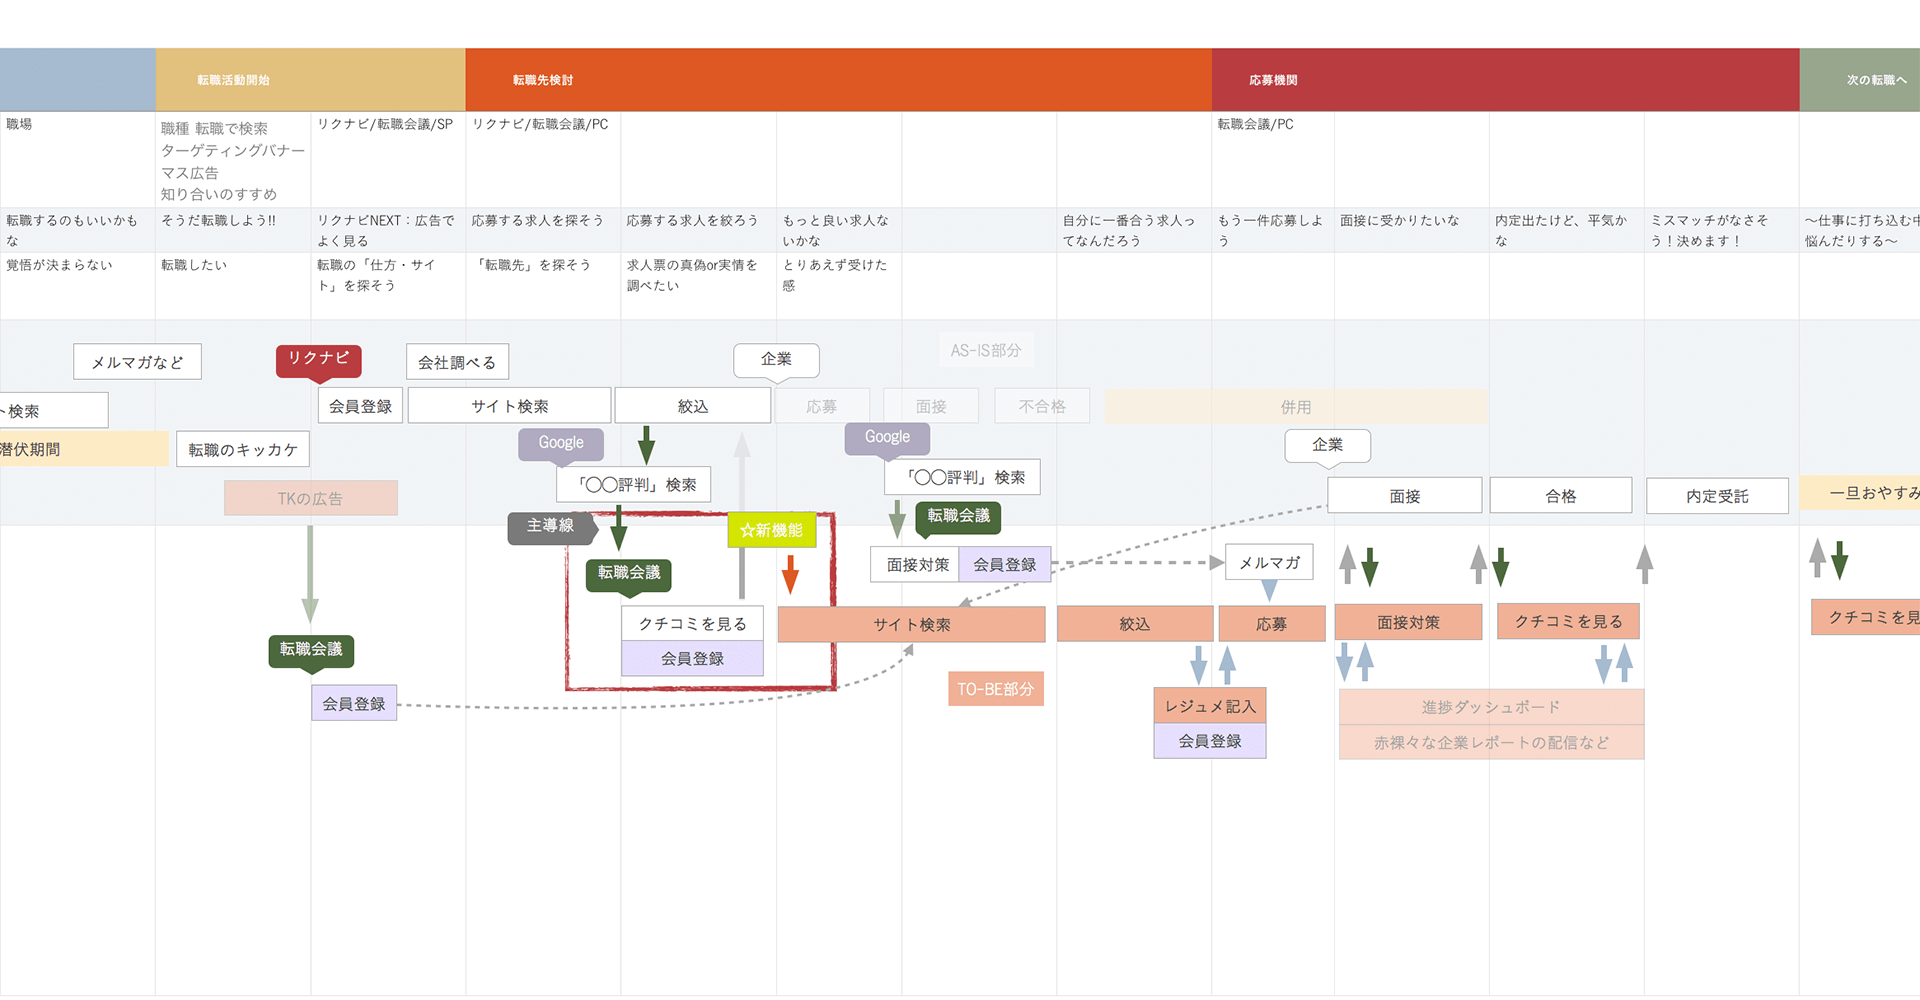 転職活動開始
転職先検討
応募機関
次の転職へ
職場
職種 転職で検索
ターゲティングバナー
マス広告
知り合いのすすめ
リクナビ/転職会議/SP
リクナビ/転職会議/PC
転職会議/PC
転職するのもいいかも
な
そうだ転職しよう!!
リクナビNEXT：広告で
よく見る
応募する求人を探そう
応募する求人を絞ろう
もっと良い求人な
いかな
自分に一番合う求人っ
てなんだろう
もう一件応募しよ
う
面接に受かりたいな
内定出たけど、平気か
な
ミスマッチがなさそ
う！決めます！
〜仕事に打ち込む中
悩んだりする〜
覚悟が決まらない
転職したい
転職の「仕方・サイ
ト」を探そう
「転職先」を探そう
求人票の真偽or実情を
調べたい
とりあえず受けた
感
メルマガなど
リクナビ
会社調べる
企業
AS-IS部分
ト検索
会員登録
サイト検索
絞込
応募
面接
不合格
併用
潜伏期間
転職のキッカケ
Google
Google
企業
「〇〇評判」検索
「〇〇評判」検索
TKの広告
面接
合格
内定受託
一旦おやすみ
主導線
☆新機能
転職会議
転職会議
面接対策
会員登録
メルマガ
クチコミを見る
会員登録
サイト検索
絞込
応募
面接対策
クチコミを見る
クチコミを見
転職会議
会員登録
TO-BE部分
レジュメ記入
会員登録
進捗ダッシュボード
赤裸々な企業レポートの配信など